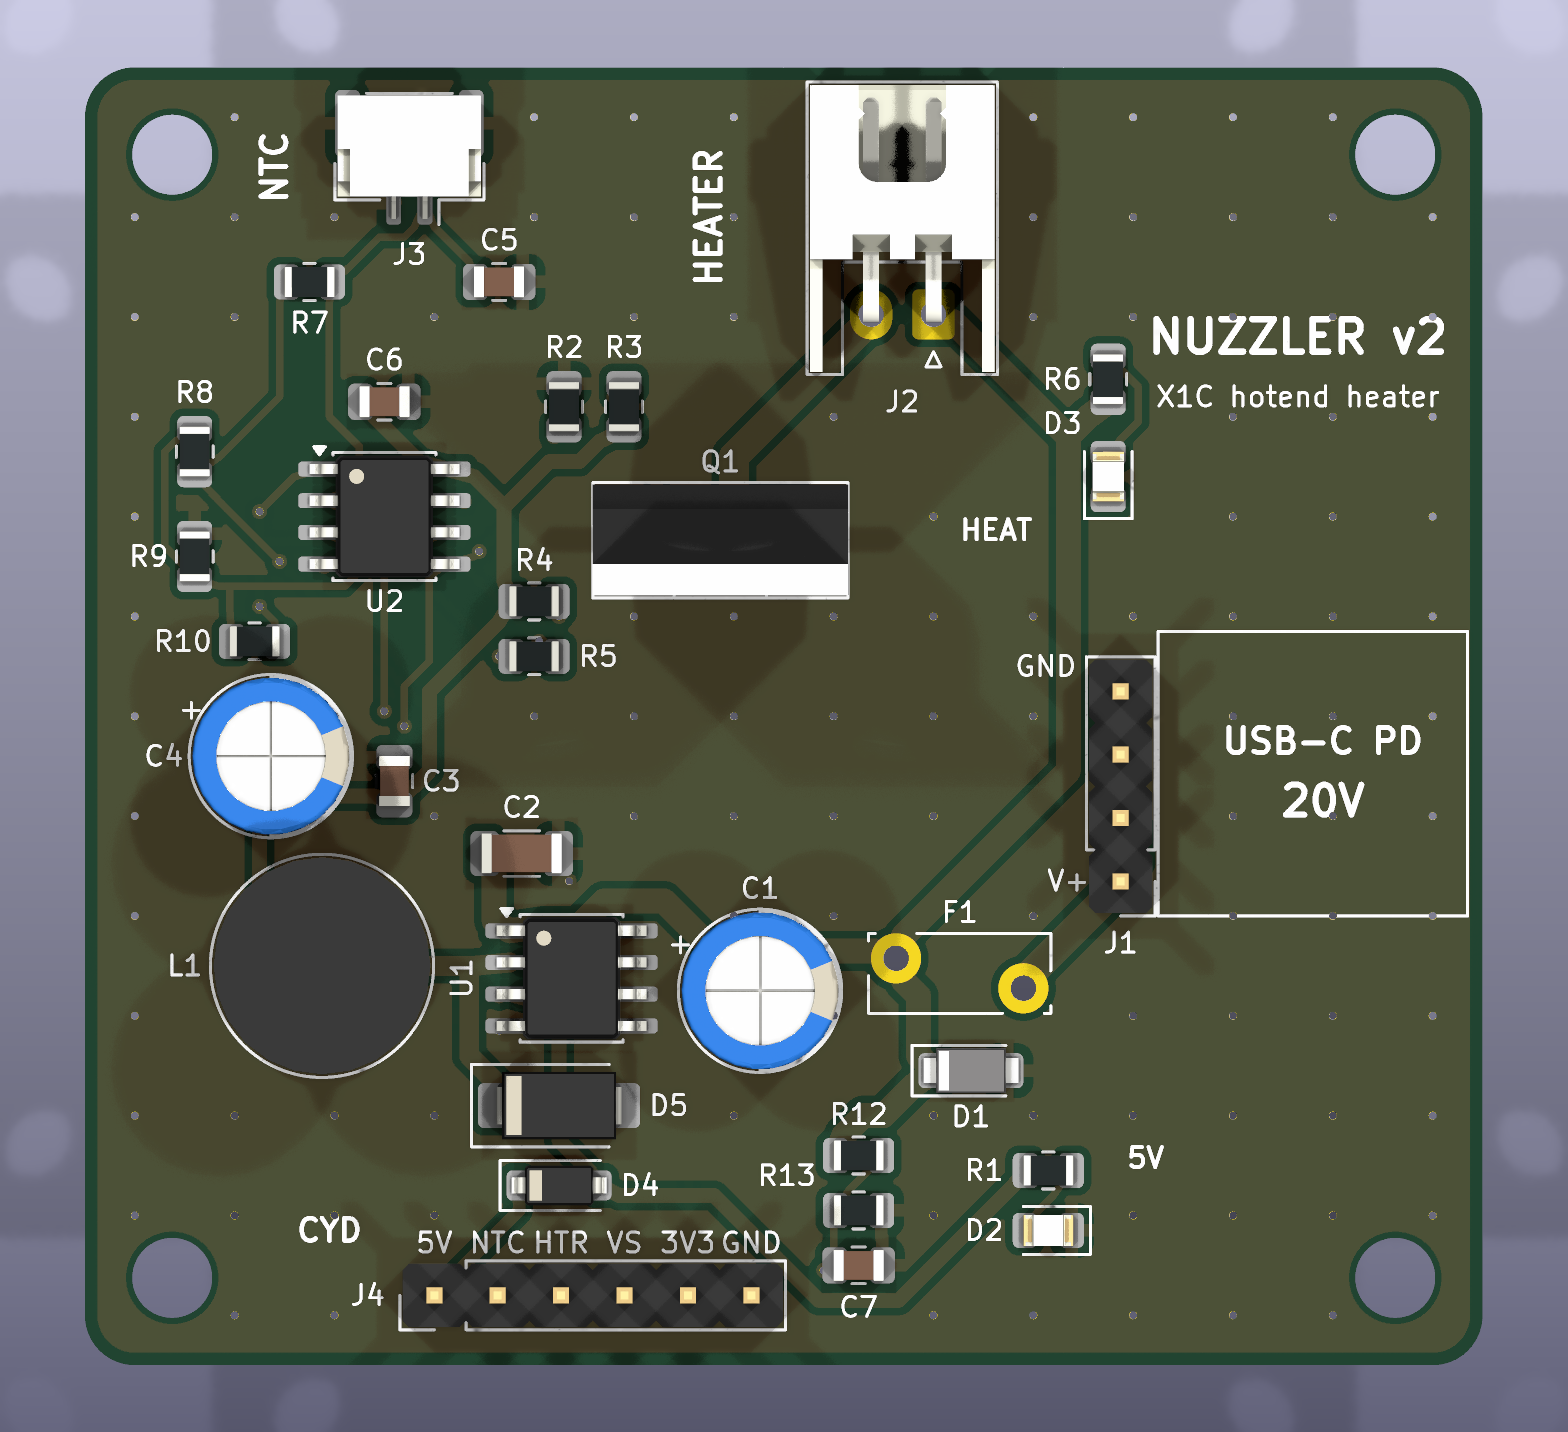 NTC
J3
C5
HEATER
R7
C6
R2
R3
R8
J2
NUZZLER v2
X1C hotend heater
R6
D3
Q1
HEAT
R9
R4
U2
R10
R5
GND
+
C4
C3
USB-C PD
20V
C2
C1
V+
F1
J1
+
L1
U1
D5
R12
D1
R13
R1
5V
D4
D2
CYD
5V NTC HTR VS 3V3 GND
J4
C7